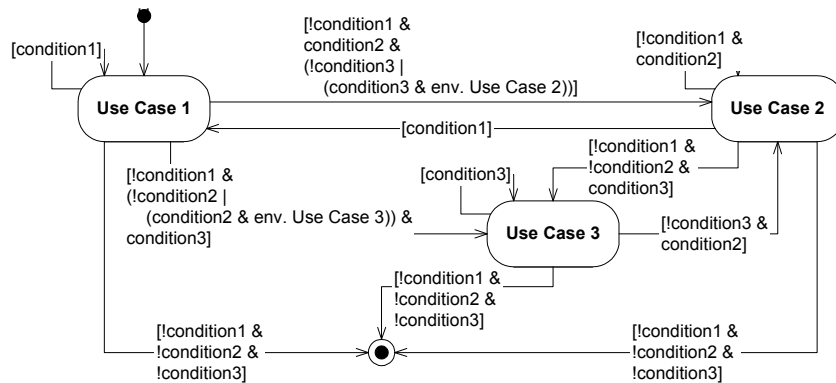 [!condition1 &
condition2 &
(!condition3 |
(condition3 & env. Use Case 2))]
[!condition1 &
condition2]
[condition1]
Use Case 1
Use Case 2
[condition1]
[!condition1 &
(!condition2 |
(condition2 & env. Use Case 3)) &
condition3]
[condition3]
[!condition1 &
!condition2 &
condition3]
Use Case 3
[!condition3 &
condition2]
[!condition1 &
!condition2 &
!condition3]
[!condition1 &
!condition2 &
!condition3]
[!condition1 &
!condition2 &
!condition3]